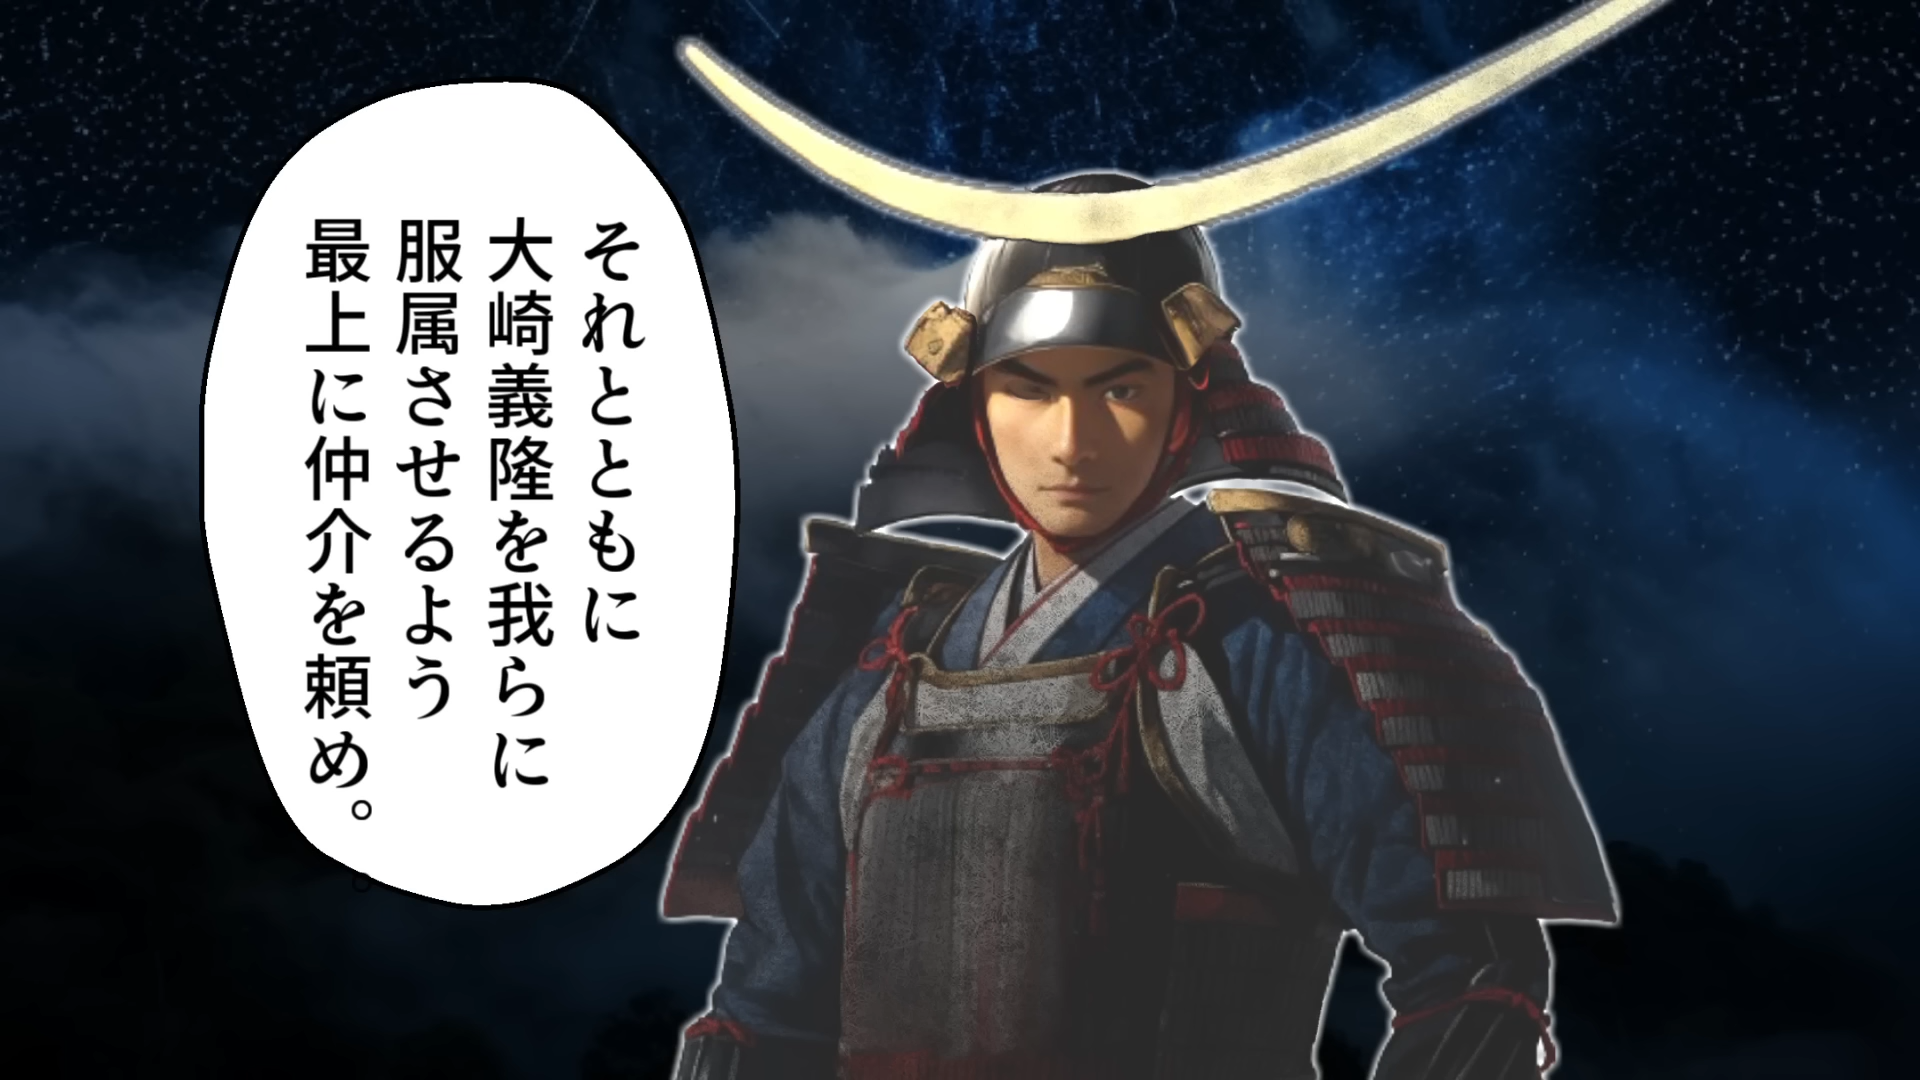 それとともに
大崎義隆を我らに
服属させるよう
最上に仲介を頼め。
。